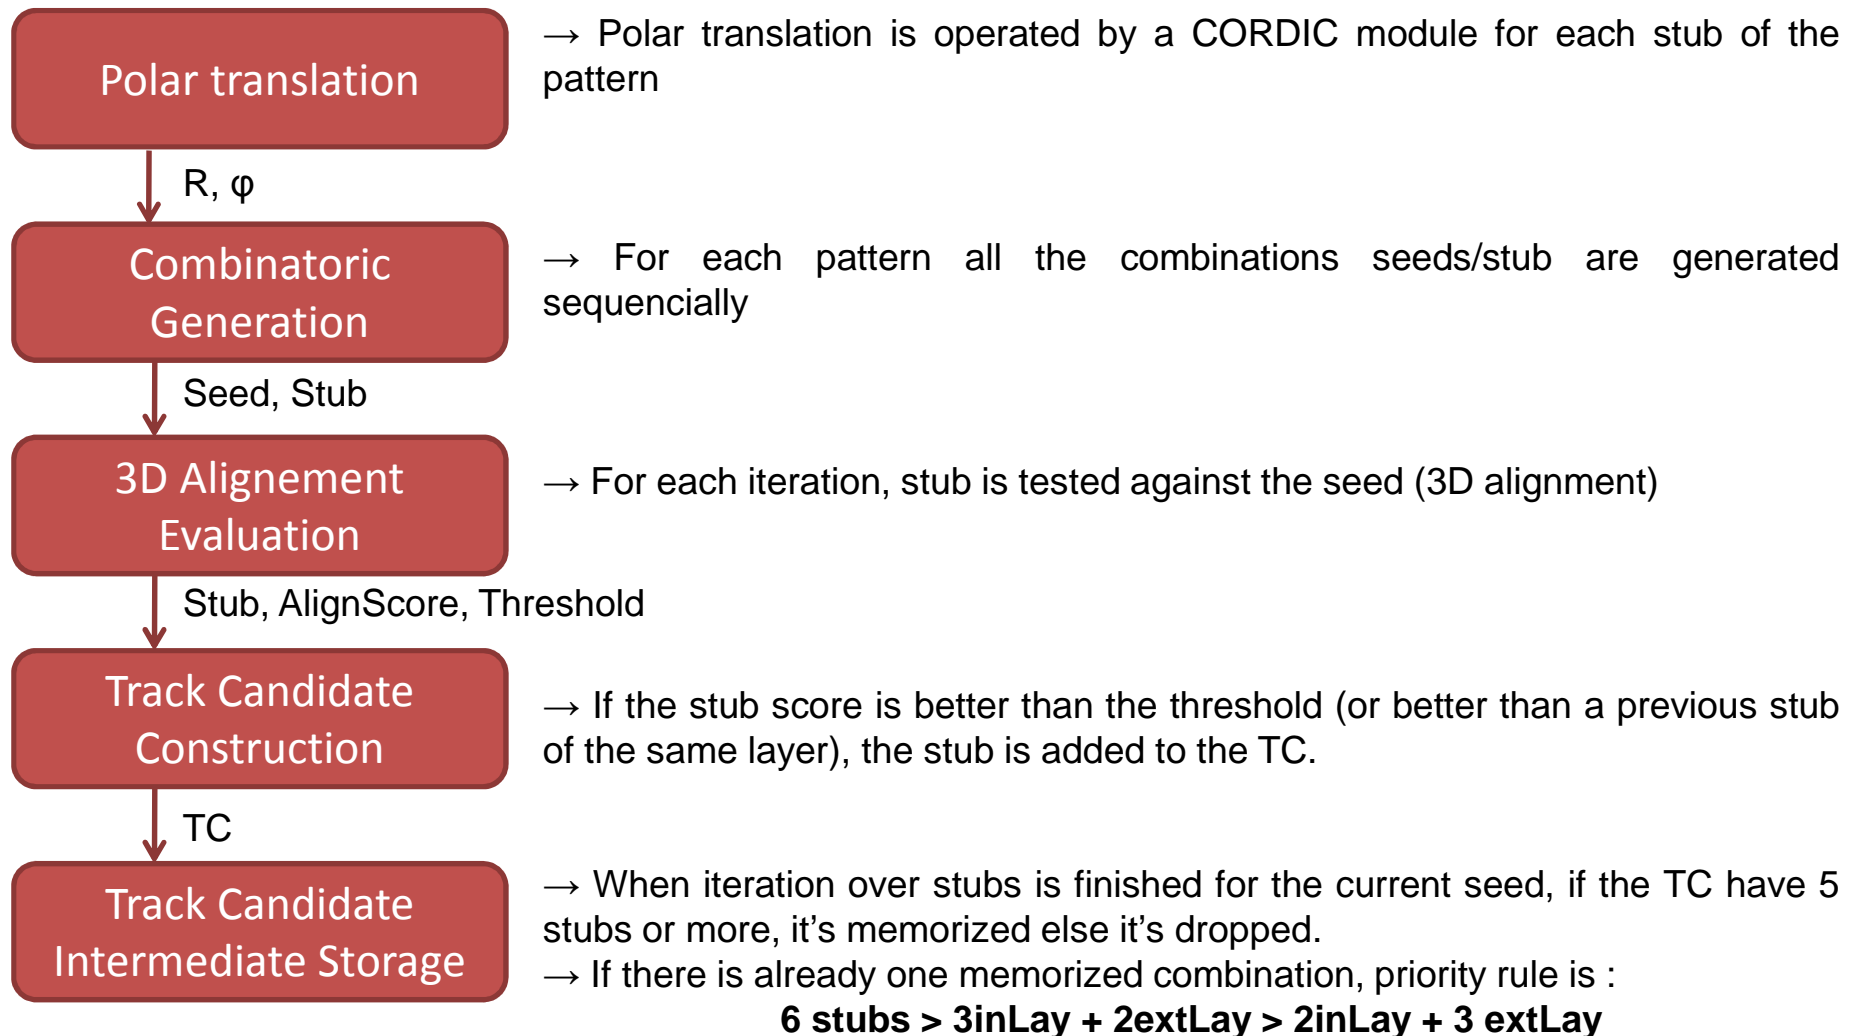 Polar translation
→ Polar translation is operated by a CORDIC module for each stub of the
pattern
R, φ
Combinatoric
Generation
→ For each pattern all the combinations seeds/stub are generated
sequencially
Seed, Stub
3D Alignement
Evaluation
→ For each iteration, stub is tested against the seed (3D alignment)
Stub, AlignScore, Threshold
Track Candidate
Construction
→ If the stub score is better than the threshold (or better than a previous stub
of the same layer), the stub is added to the TC.
TC
Track Candidate
Intermediate Storage
→ When iteration over stubs is finished for the current seed, if the TC have 5
stubs or more, it’s memorized else it’s dropped.
→ If there is already one memorized combination, priority rule is :
6 stubs > 3inLay + 2extLay > 2inLay + 3 extLay